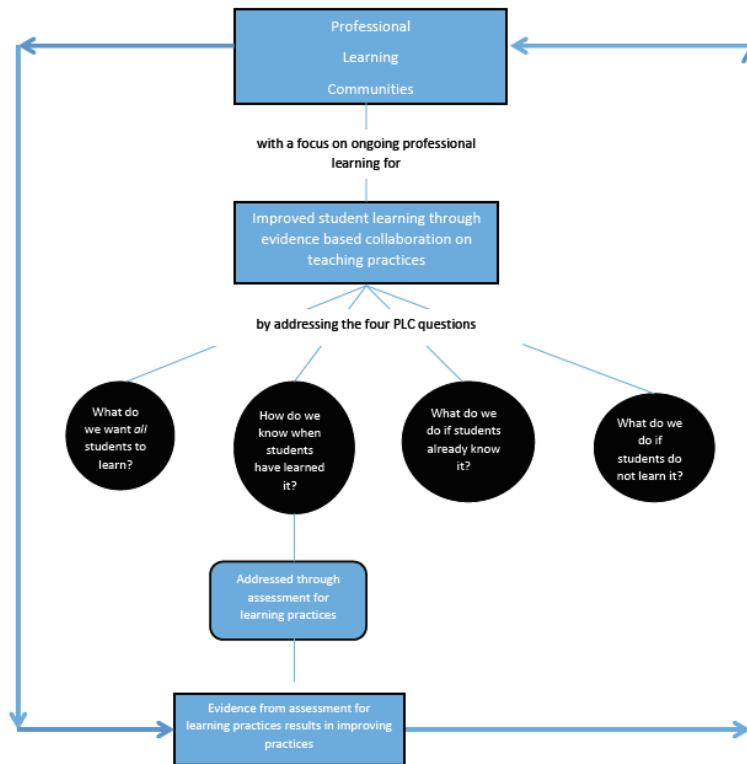 Professional
Learning
Communities
with a focus on ongoing professional
learning for
Improved student learning through
evidence based collaboration on
teaching practices
by addressing the four PLC questions
What do
we want all
students to
learn?
How do we
know when
students
have learned
it?
What do we
do if students
already know
it?
What do we
do if
students do
not learn it?
Addressed through
assessment for
learning practices
Evidence from assessment for
learning practices results in improving
practices